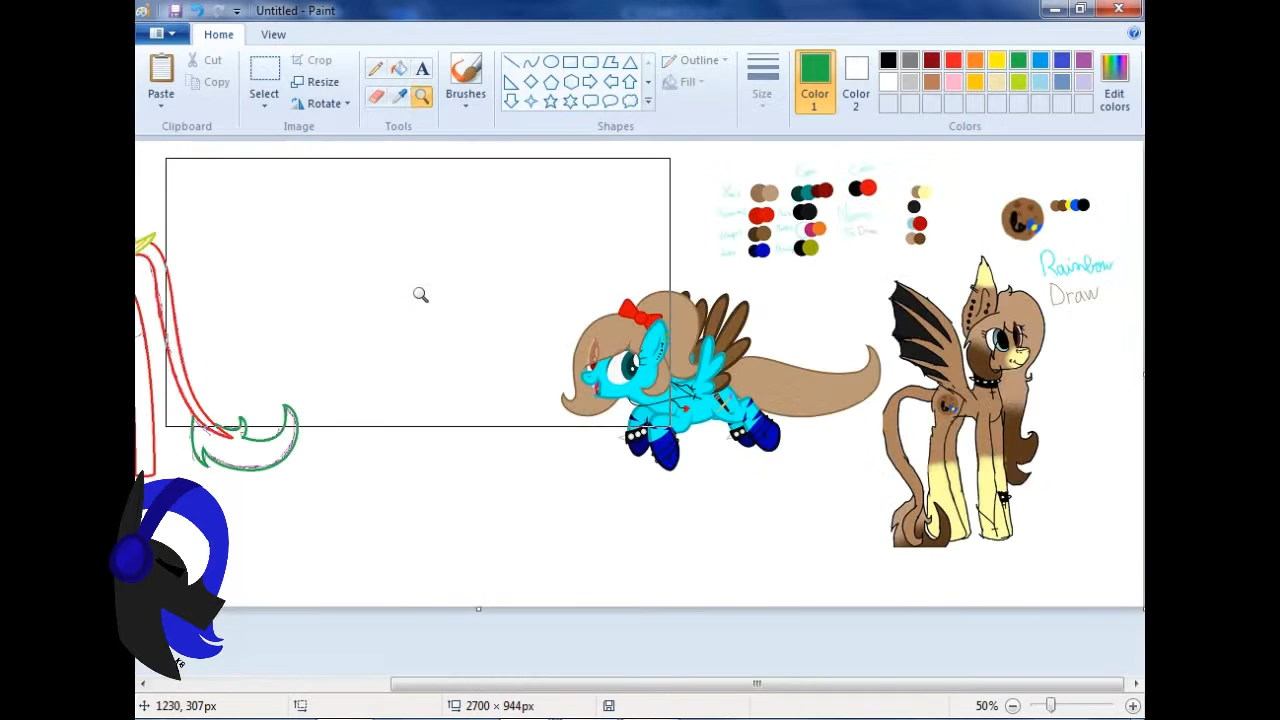 Untitled - Paint
Home View
Paste
Cut
Copy
Clipboard
Select
Crop
Resize
Rotate
Image
A
Tools
Brushes
Outline
Fill
Shapes
Size
Color 1
Color 2
Edit colors
Colors
Rainbow
Draw
1230, 307px
2700 × 944px
50%